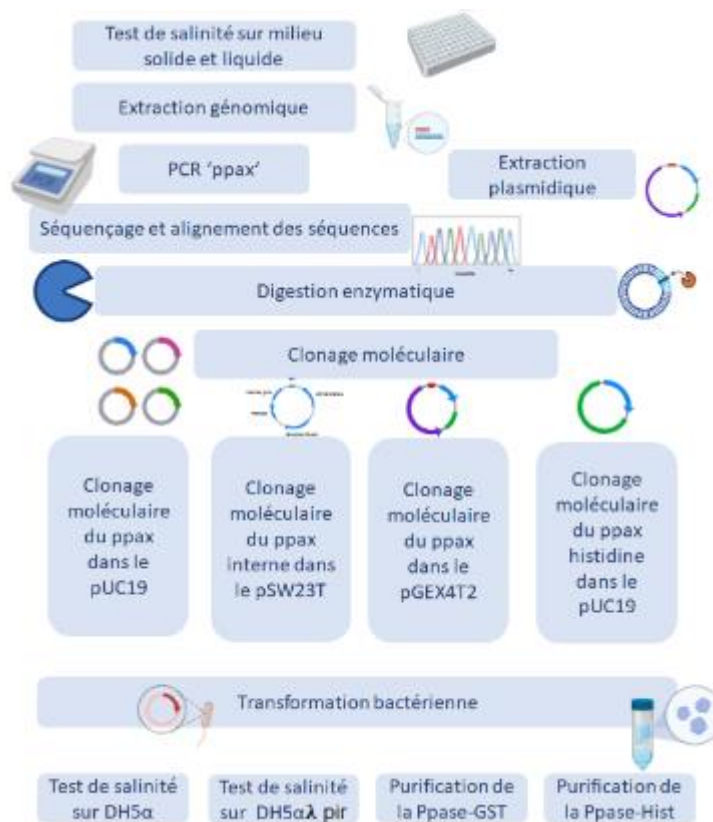 Test de salinité sur milieu
solide et liquide
Extraction génomique
PCR ‘ppax’
Extraction
plasmidique
Séquençage et alignement des séquences
Digestion enzymatique
Clonage moléculaire
Clonage
moléculaire
du ppax
dans le
pUC19
Clonage
moléculaire
du ppax
interne dans
le pSW23T
Clonage
moléculaire
du ppax
dans le
pGEX4T2
Clonage
moléculaire
du ppax
histidine
dans le
pUC19
Transformation bactérienne
Test de salinité
sur DH5α
Test de salinité
sur DH5αλ pir
Purification de
la Ppase-GST
Purification de
la Ppase-Hist